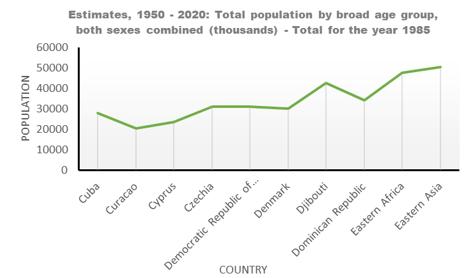 Estimates, 1950 - 2020: Total population by broad age group,
both sexes combined (thousands) - Total for the year 1985
60000
50000
40000
30000
20000
10000
0
POPULATION
Cuba
Curacao
Cyprus
Czechia
Democratic Republic of...
Denmark
Djibouti
Dominican Republic
Eastern Africa
Eastern Asia
COUNTRY